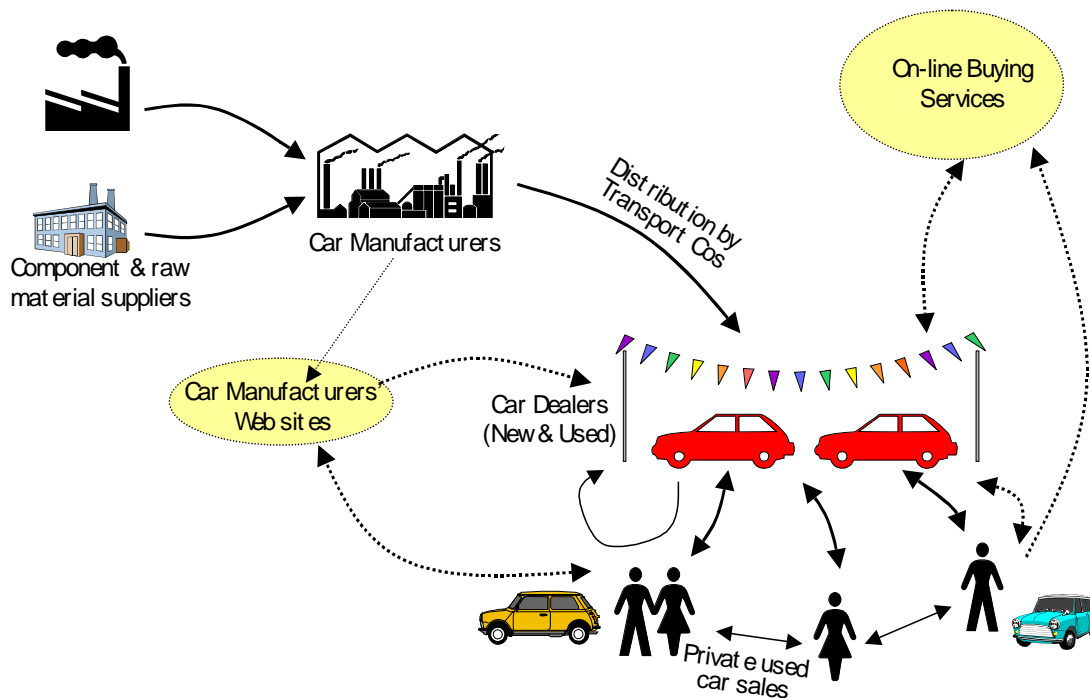 On-line Buying
Services
Distribution by
Transport Cos
Car Manufacturers
Component & raw
material suppliers
Car Manufacturers'
Web sites
Car Dealers
(New & Used)
Private used
car sales